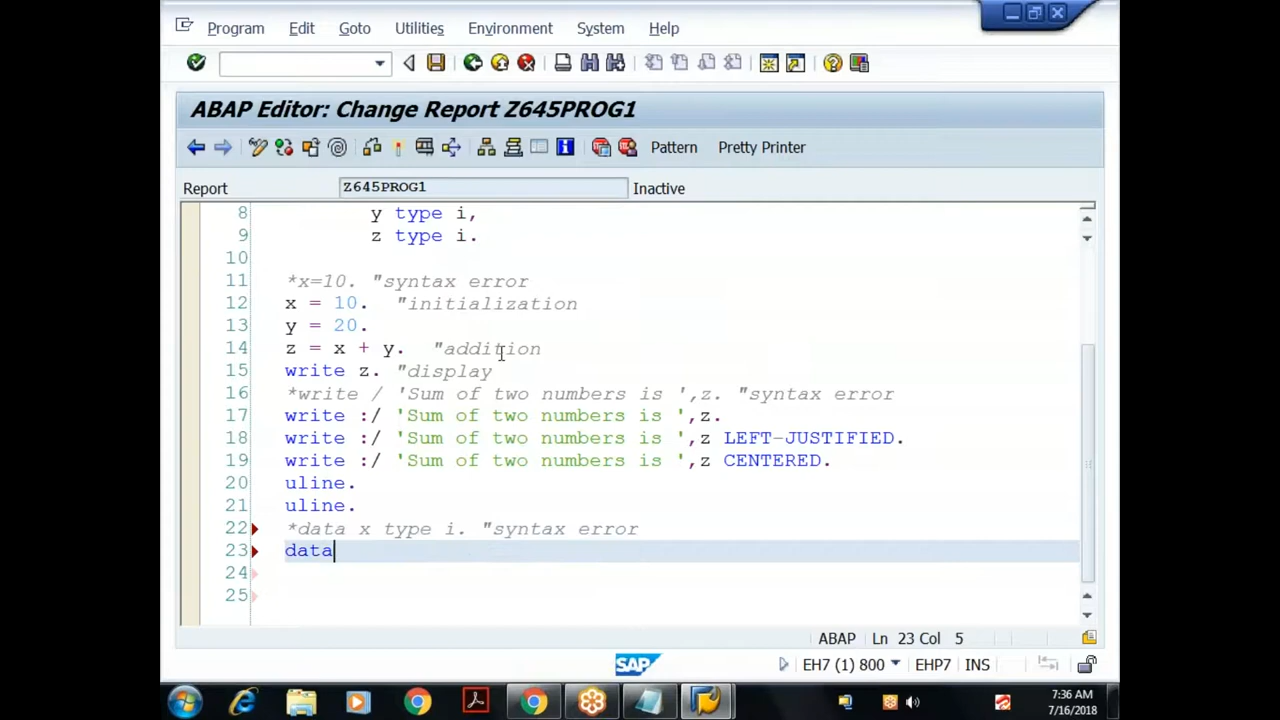 Program Edit Goto Utilities Environment System Help
ABAP Editor: Change Report Z645PROG1
Pattern Pretty Printer
Report Z645PROG1 Inactive
8 y type i,
9 z type i.
10
11 *x=10. "syntax error
12 x = 10. "initialization
13 y = 20.
14 z = x + y. "addition
15 write z. "display
16 *write / 'Sum of two numbers is ',z. "syntax error
17 write :/ 'Sum of two numbers is ',z.
18 write :/ 'Sum of two numbers is ',z LEFT-JUSTIFIED.
19 write :/ 'Sum of two numbers is ',z CENTERED.
20 uline.
21 uline.
22 *data x type i. "syntax error
23 data
24
25
ABAP Ln 23 Col 5
SAP EH7 (1) 800 EHP7 INS
7:36 AM
7/16/2018